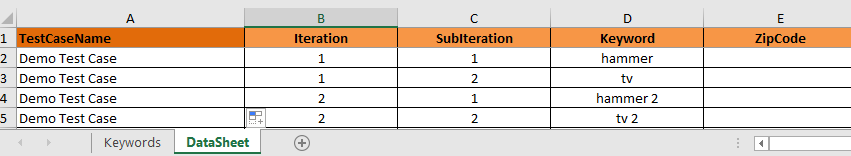 A B C D E
1 TestCaseName Iteration SubIteration Keyword ZipCode
2 Demo Test Case 1 1 hammer
3 Demo Test Case 1 2 tv
4 Demo Test Case 2 1 hammer 2
5 Demo Test Case 2 2 tv 2
Keywords DataSheet